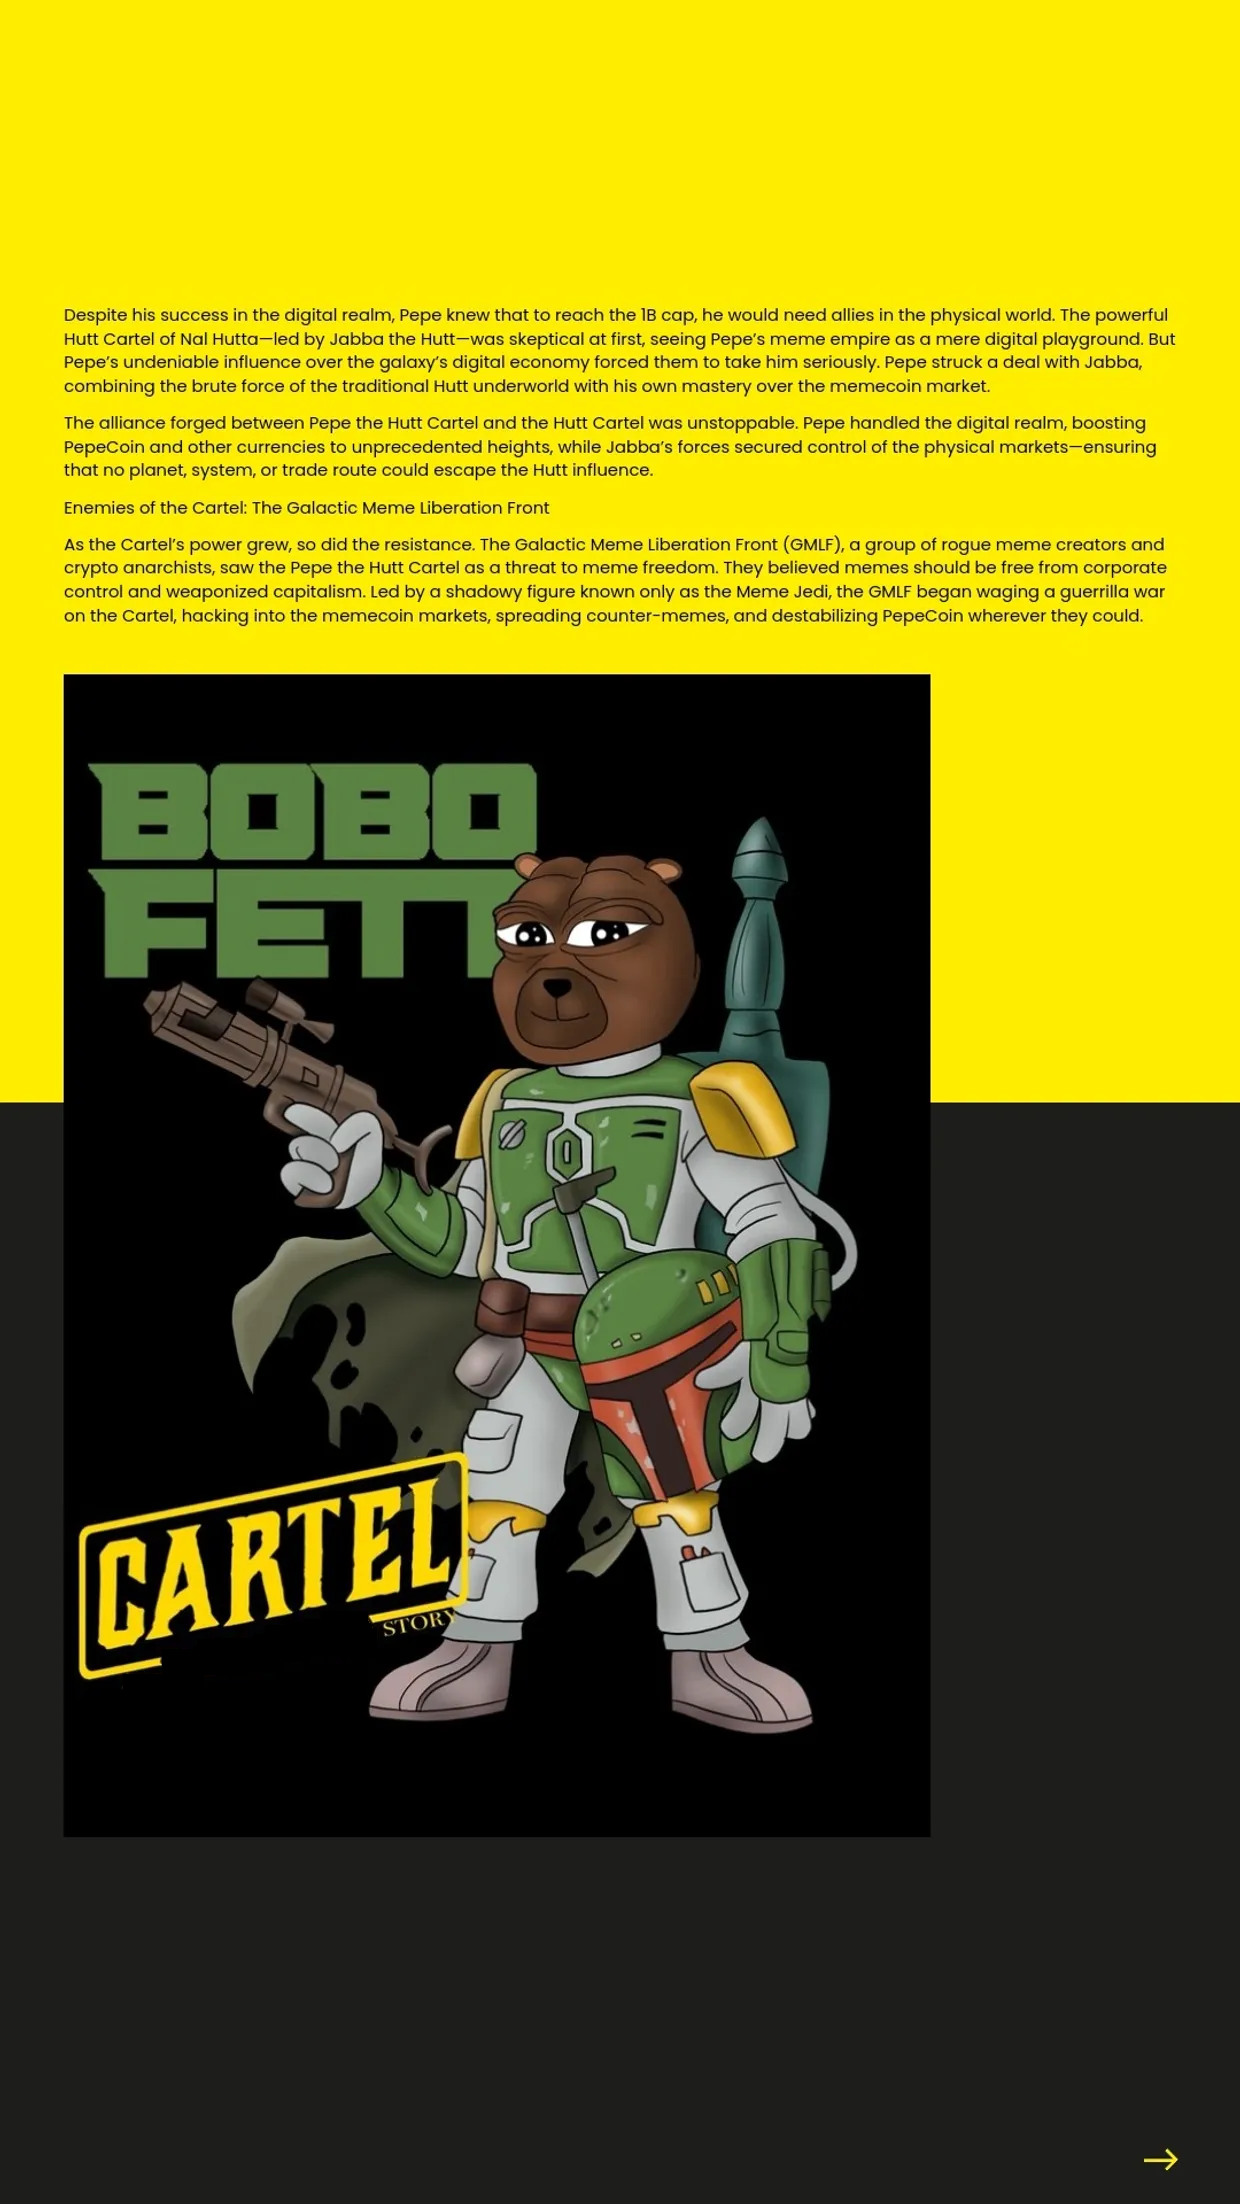 Despite his success in the digital realm, Pepe knew that to reach the 1B cap, he would need allies in the physical world. The powerful
Hutt Cartel of Nal Hutta—led by Jabba the Hutt—was skeptical at first, seeing Pepe’s meme empire as a mere digital playground. But
Pepe’s undeniable influence over the galaxy’s digital economy forced them to take him seriously. Pepe struck a deal with Jabba,
combining the brute force of the traditional Hutt underworld with his own mastery over the memecoin market.
The alliance forged between Pepe the Hutt Cartel and the Hutt Cartel was unstoppable. Pepe handled the digital realm, boosting
PepeCoin and other currencies to unprecedented heights, while Jabba’s forces secured control of the physical markets—ensuring
that no planet, system, or trade route could escape the Hutt influence.
Enemies of the Cartel: The Galactic Meme Liberation Front
As the Cartel’s power grew, so did the resistance. The Galactic Meme Liberation Front (GMLF), a group of rogue meme creators and
crypto anarchists, saw the Pepe the Hutt Cartel as a threat to meme freedom. They believed memes should be free from corporate
control and weaponized capitalism. Led by a shadowy figure known only as the Meme Jedi, the GMLF began waging a guerrilla war
on the Cartel, hacking into the memecoin markets, spreading counter-memes, and destabilizing PepeCoin wherever they could.
BOBO
FETT
CARTEL
STORY